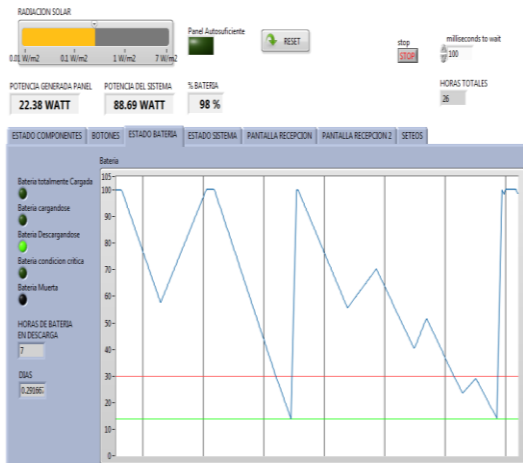 RADIACION SOLAR
0.01 W/m2 0.1 W/m2 1 W/m2 7 W/m2
Panel Autosuficiente
RESET
stop
STOP
milliseconds to wait
100
POTENCIA GENERADA PANEL
22.38 WATT
POTENCIA DEL SISTEMA
88.69 WATT
% BATERIA
98 %
HORAS TOTALES
26
ESTADO COMPONENTES BOTONES ESTADO BATERIA ESTADO SISTEMA PANTALLA RECEPCION PANTALLA RECEPCION 2 SETEOS
Bateria
Bateria totalmente Cargada
Bateria cargandose
Bateria Descargandose
Bateria condicion critica
Bateria Muerta
HORAS DE BATERIA
EN DESCARGA
7
DIAS
0.29166
105
100
90
80
70
60
50
40
30
20
10
0